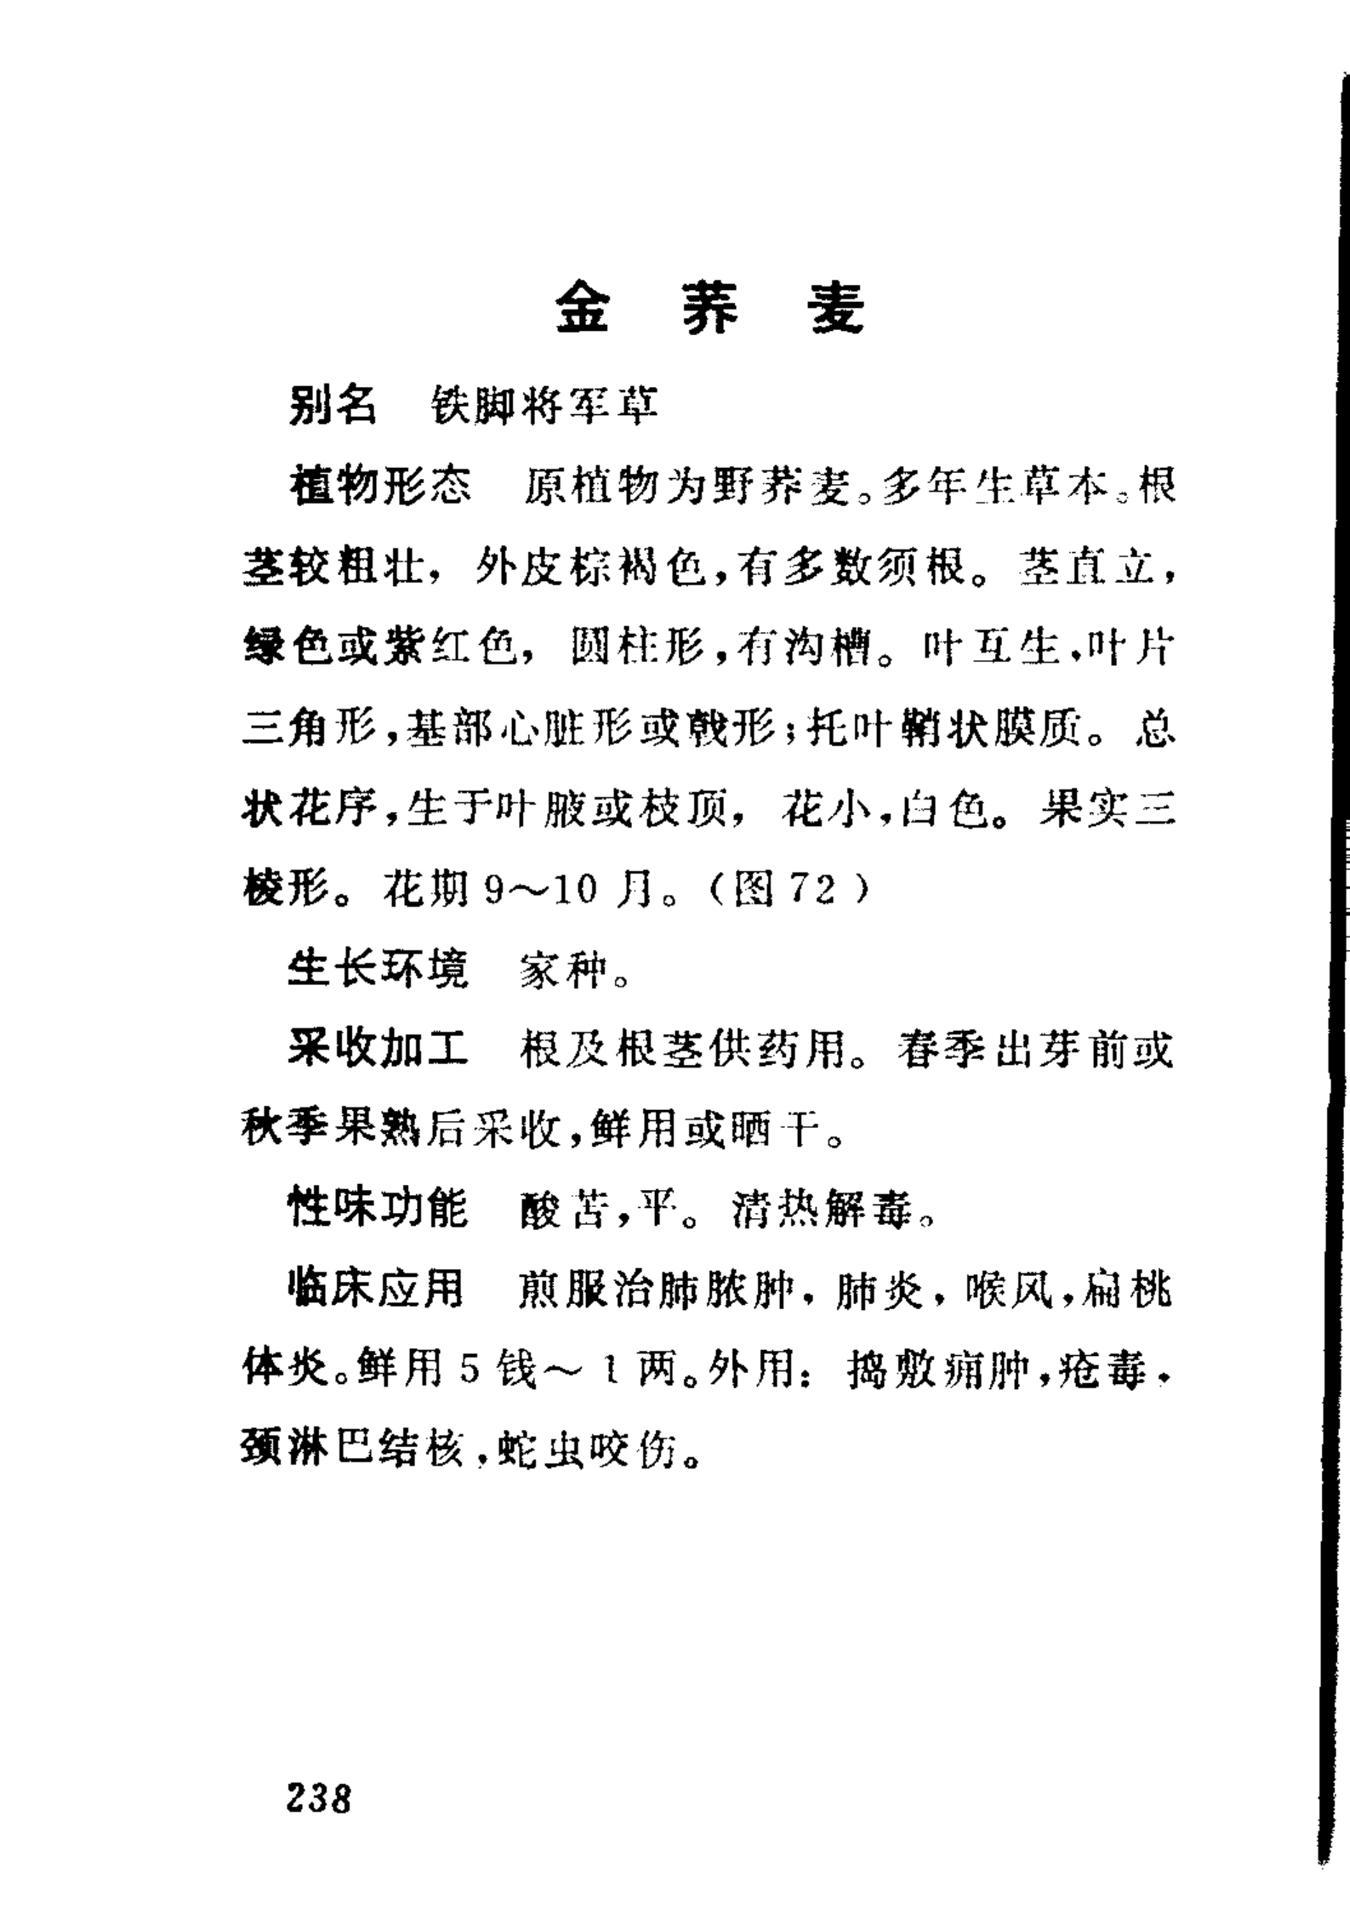 金荞麦
别名 铁脚将军草
植物形态 原植物为野荞麦。多年生草本。根
茎较粗壮，外皮棕褐色，有多数须根。茎直立，
绿色或紫红色，圆柱形，有沟槽。叶互生，叶片
三角形，基部心脏形或戟形；托叶鞘状膜质。总
状花序，生于叶腋或枝顶，花小，白色。果实三
棱形。花期9～10月。（图72）
生长环境 家种。
采收加工 根及根茎供药用。春季出芽前或
秋季果熟后采收，鲜用或晒干。
性味功能 酸苦，平。清热解毒。
临床应用 煎服治肺脓肿，肺炎，喉风，扁桃
体炎。鲜用5钱～1两。外用：捣敷痈肿，疮毒，
颈淋巴结核，蛇虫咬伤。
238